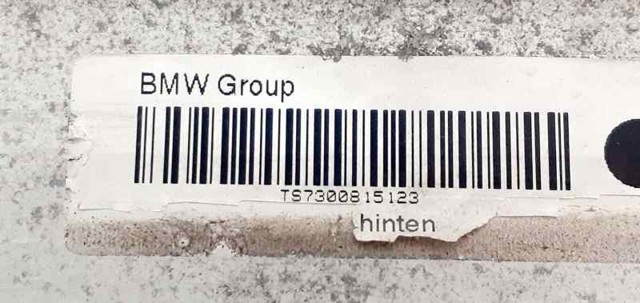 BMW Group
TS7300815123
hinten